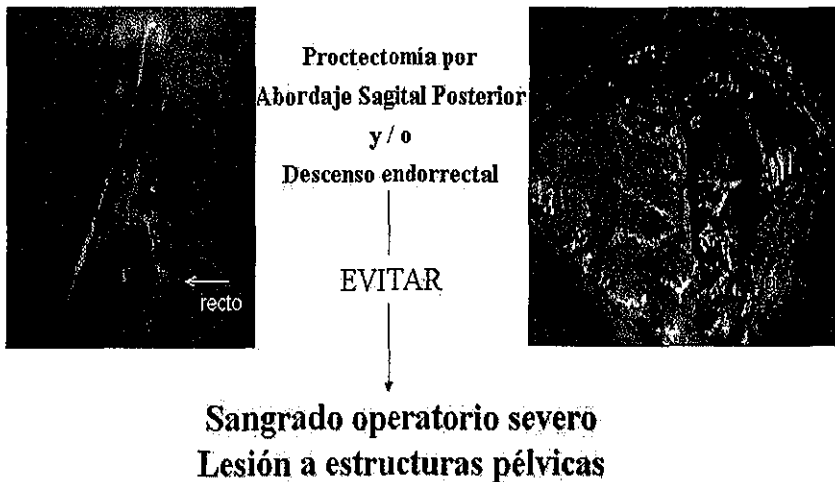 Proctectomía por
Abordaje Sagital Posterior
y / o
Descenso endorrectal
recto
EVITAR
Sangrado operatorio severo
Lesión a estructuras pélvicas